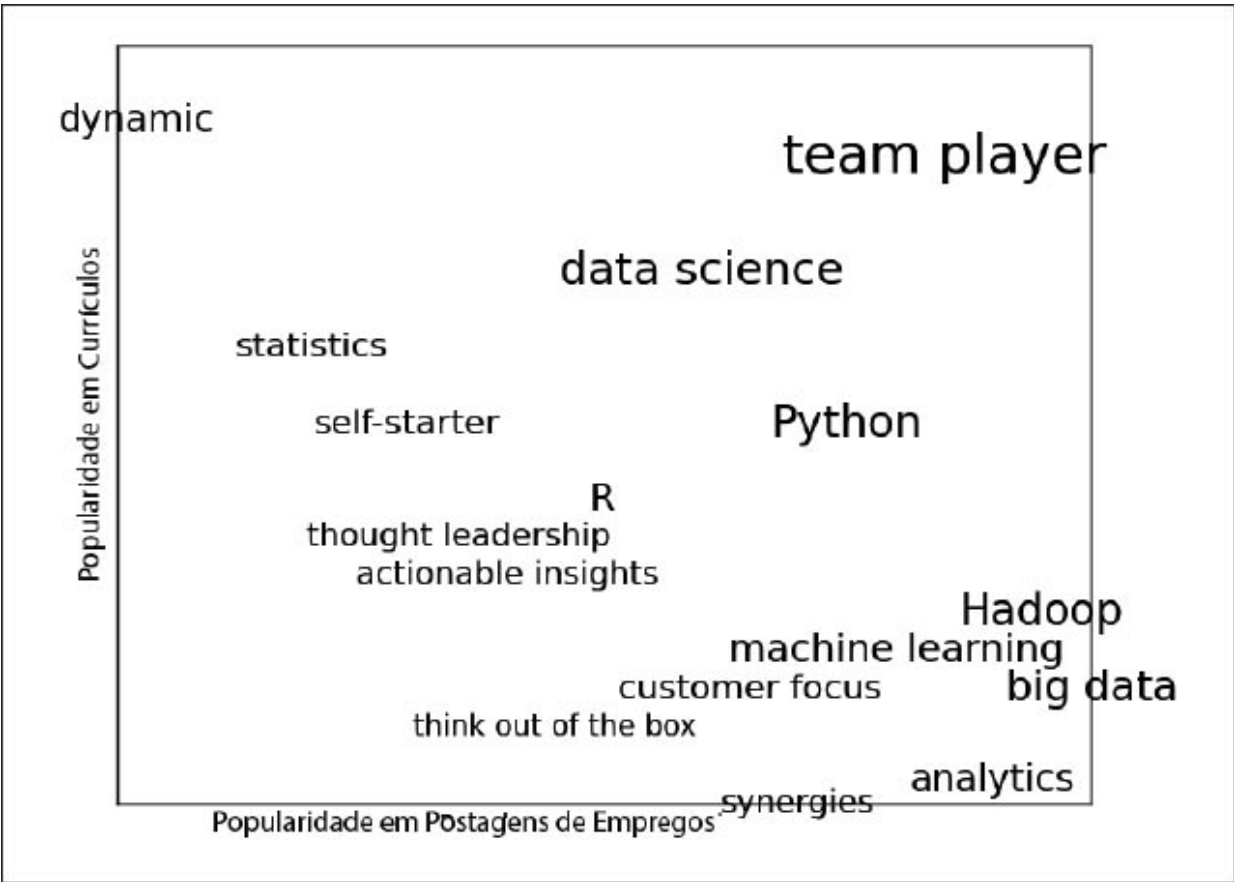 dynamic
team player
data science
statistics
self-starter
Python
R
thought leadership
actionable insights
Hadoop
machine learning
customer focus
big data
think out of the box
analytics
synergies
Popularidade em Currículos
Popularidade em Postagens de Empregos